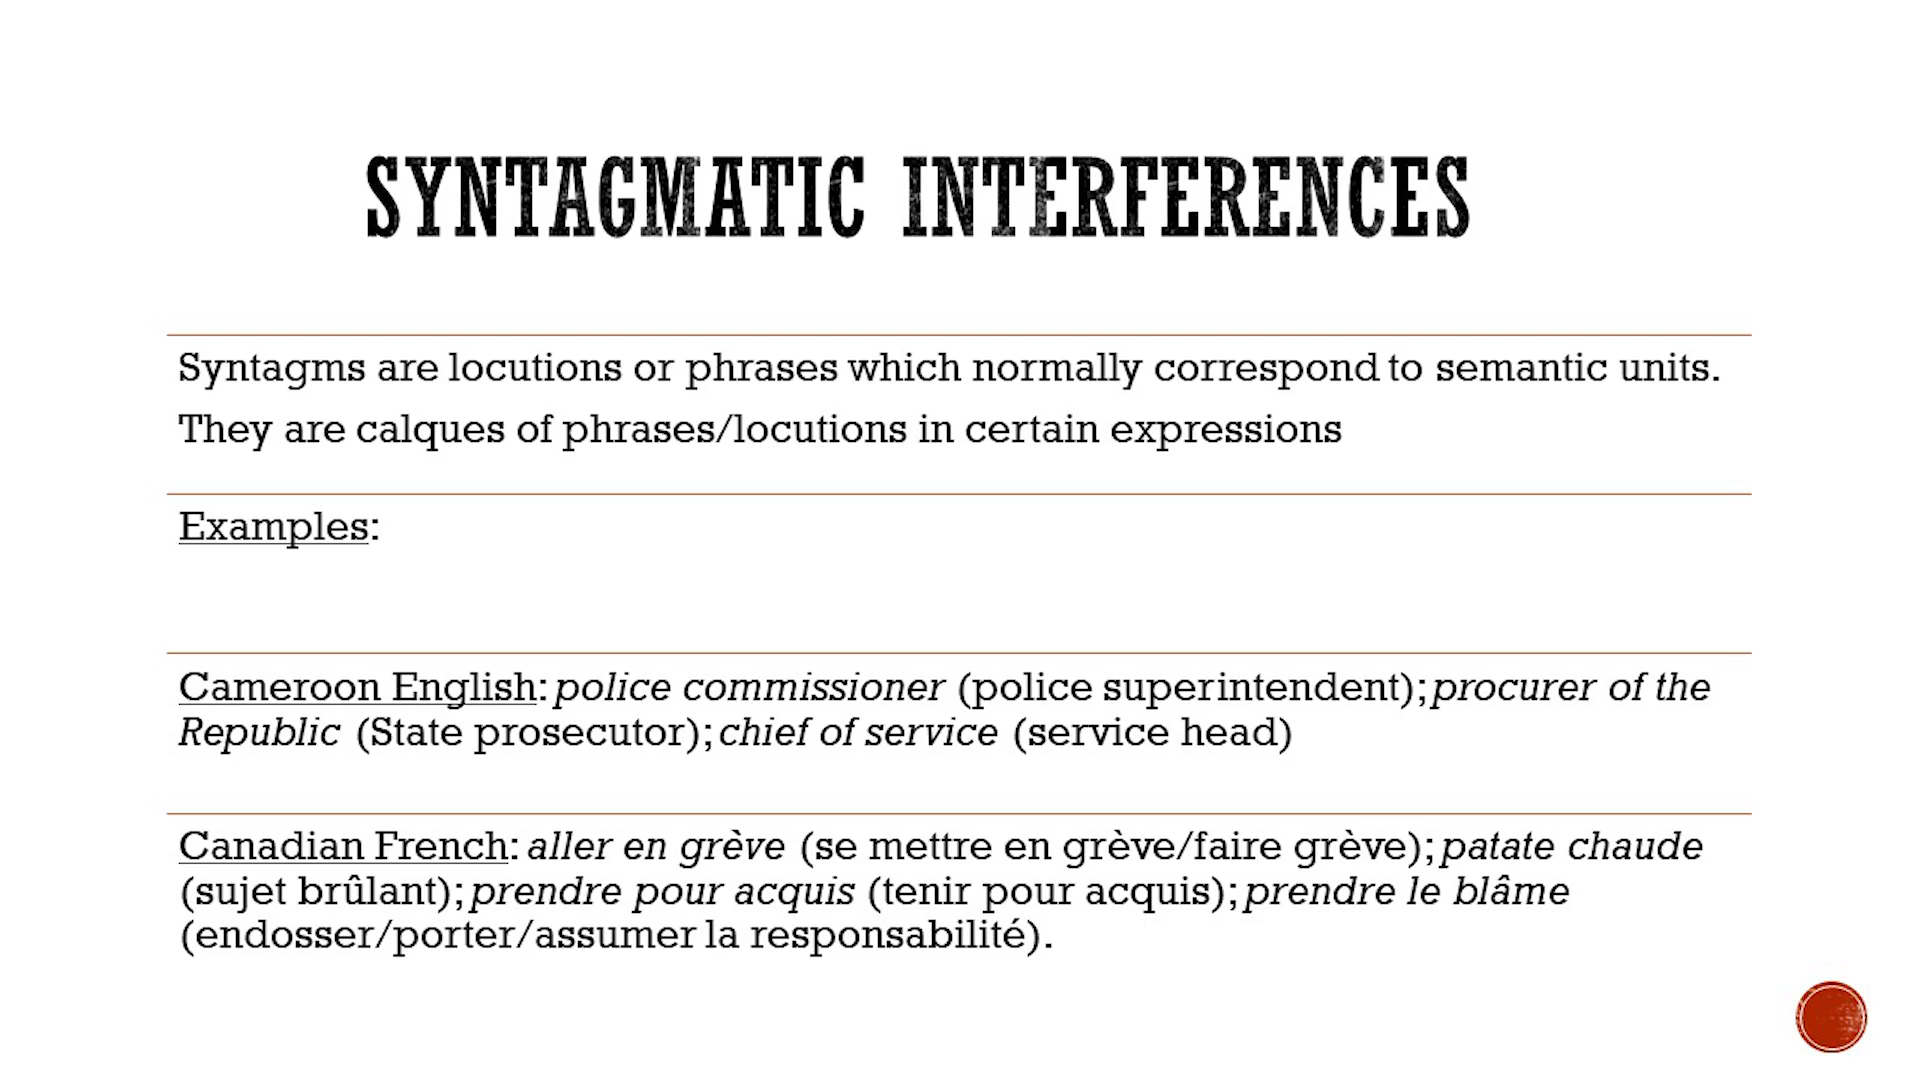 SYNTAGMATIC INTERFERENCES
Syntagms are locutions or phrases which normally correspond to semantic units.
They are calques of phrases/locutions in certain expressions
Examples:
Cameroon English: police commissioner (police superintendent); procurer of the
Republic (State prosecutor); chief of service (service head)
Canadian French: aller en grève (se mettre en grève/faire grève); patate chaude
(sujet brûlant); prendre pour acquis (tenir pour acquis); prendre le blâme
(endosser/porter/assumer la responsabilité).